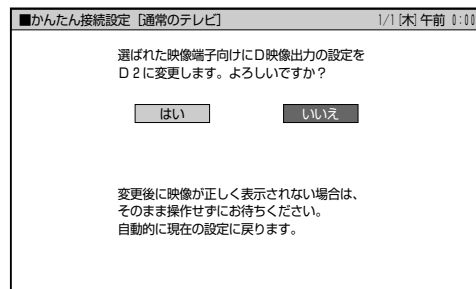 ■かんたん接続設定［通常のテレビ］ 1/1［木］午前 0:00
選ばれた映像端子向けにD映像出力の設定を
D2に変更します。よろしいですか？
はい いいえ
変更後に映像が正しく表示されない場合は、
そのまま操作せずにお待ちください。
自動的に現在の設定に戻ります。